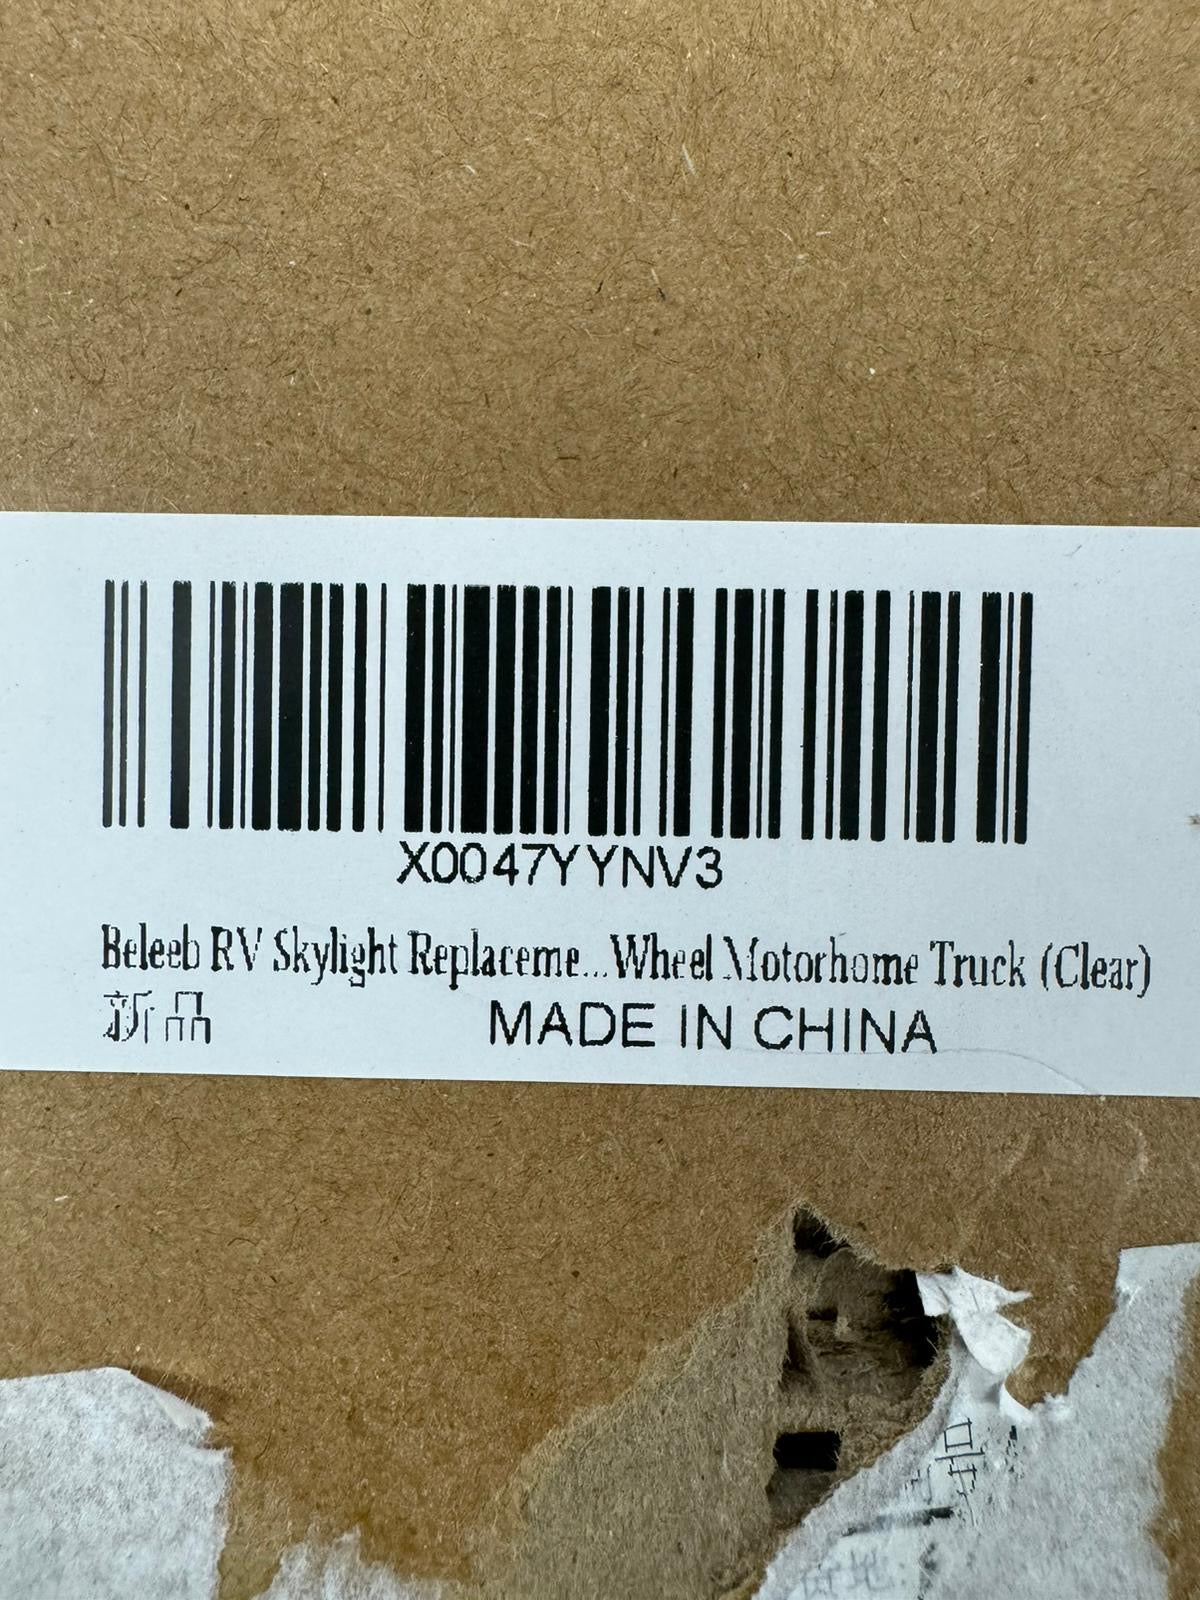 X0047YYNV3
Beleeb RV Skylight Replaceme...Wheel Motorhome Truck (Clear)
新品 MADE IN CHINA